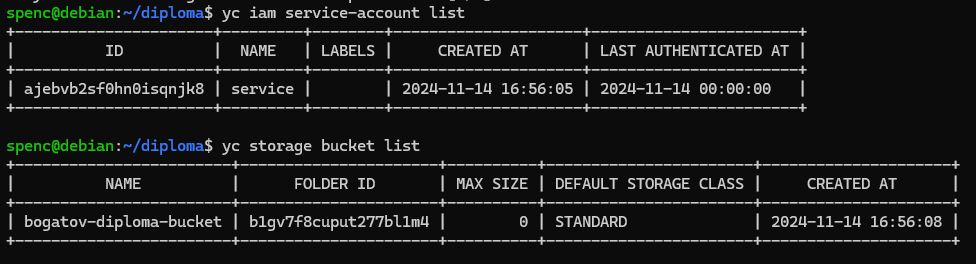 spenc@debian:~/diploma$ yc iam service-account list
+----------------------+---------+--------+---------------------+-----------------------+
|          ID          |  NAME   | LABELS |     CREATED AT      | LAST AUTHENTICATED AT |
+----------------------+---------+--------+---------------------+-----------------------+
| ajebvb2sf0hn0isqnjk8 | service |        | 2024-11-14 16:56:05 | 2024-11-14 00:00:00   |
+----------------------+---------+--------+---------------------+-----------------------+
spenc@debian:~/diploma$ yc storage bucket list
+------------------------+----------------------+----------+-----------------------+---------------------+
|          NAME          |      FOLDER ID       | MAX SIZE | DEFAULT STORAGE CLASS |     CREATED AT      |
+------------------------+----------------------+----------+-----------------------+---------------------+
| bogatov-diploma-bucket | b1gv7f8cuput277bl1m4 |        0 | STANDARD              | 2024-11-14 16:56:08 |
+------------------------+----------------------+----------+-----------------------+---------------------+